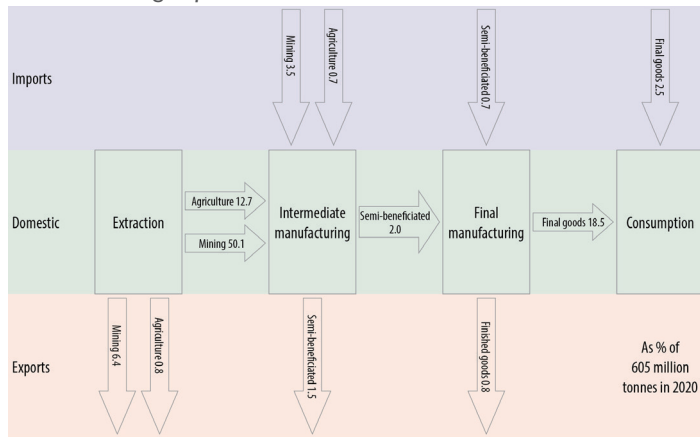 Imports
Mining 3.5
Agriculture 0.7
Semi-beneficiated 0.7
Final goods 2.5
Domestic
Extraction
Agriculture 12.7
Mining 50.1
Intermediate
manufacturing
Semi-beneficiated
2.0
Final
manufacturing
Final goods 18.5
Consumption
Exports
Mining 6.4
Agriculture 0.8
Semi-beneficiated 1.5
Finished goods 0.8
As % of
605 million
tonnes in 2020